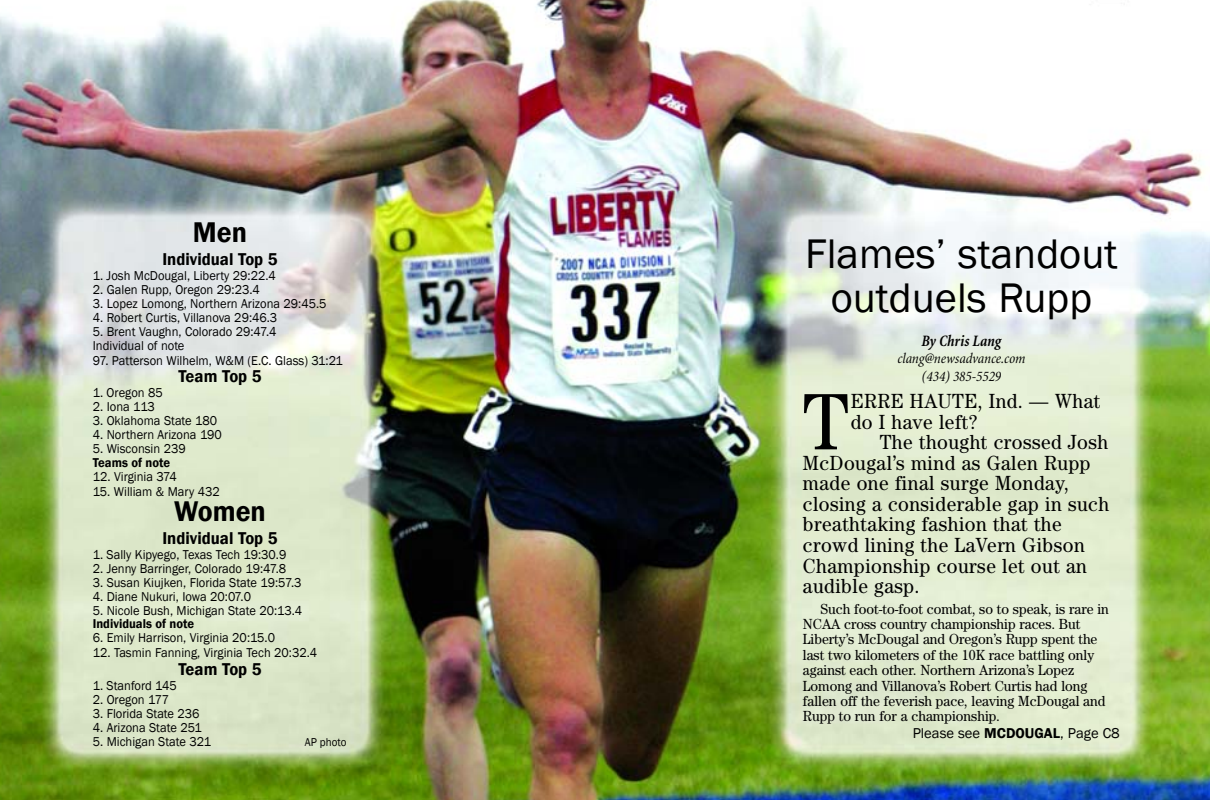 Men
Individual Top 5
1. Josh McDougal, Liberty 29:22.4
2. Galen Rupp, Oregon 29:23.4
3. Lopez Lomong, Northern Arizona 29:45.5
4. Robert Curtis, Villanova 29:46.3
5. Brent Vaughn, Colorado 29:47.4
Individual of note
97. Patterson Wilhelm, W&M (E.C. Glass) 31:21
Team Top 5
1. Oregon 85
2. Iona 113
3. Oklahoma State 180
4. Northern Arizona 190
5. Wisconsin 239
Teams of note
12. Virginia 374
15. William & Mary 432
Women
Individual Top 5
1. Sally Kipyego, Texas Tech 19:30.9
2. Jenny Barringer, Colorado 19:47.8
3. Susan Kiujken, Florida State 19:57.3
4. Diane Nukuri, Iowa 20:07.0
5. Nicole Bush, Michigan State 20:13.4
Individuals of note
6. Emily Harrison, Virginia 20:15.0
12. Tasmin Fanning, Virginia Tech 20:32.4
Team Top 5
1. Stanford 145
2. Oregon 177
3. Florida State 236
4. Arizona State 251
5. Michigan State 321
AP photo
O
2007 NCAA DIVISION
527
asics
LIBERTY
FLAMES
2007 NCAA DIVISION I
CROSS COUNTRY CHAMPIONSHIPS
337
NCAA
Hosted by
Indiana State University
7
3
Flames’ standout
outduels Rupp
By Chris Lang
clang@newsadvance.com
(434) 385-5529
TERRE HAUTE, Ind. — What
do I have left?
The thought crossed Josh
McDougal’s mind as Galen Rupp
made one final surge Monday,
closing a considerable gap in such
breathtaking fashion that the
crowd lining the LaVern Gibson
Championship course let out an
audible gasp.
Such foot-to-foot combat, so to speak, is rare in
NCAA cross country championship races. But
Liberty’s McDougal and Oregon’s Rupp spent the
last two kilometers of the 10K race battling only
against each other. Northern Arizona’s Lopez
Lomong and Villanova’s Robert Curtis had long
fallen off the feverish pace, leaving McDougal and
Rupp to run for a championship.
Please see MCDOUGAL, Page C8